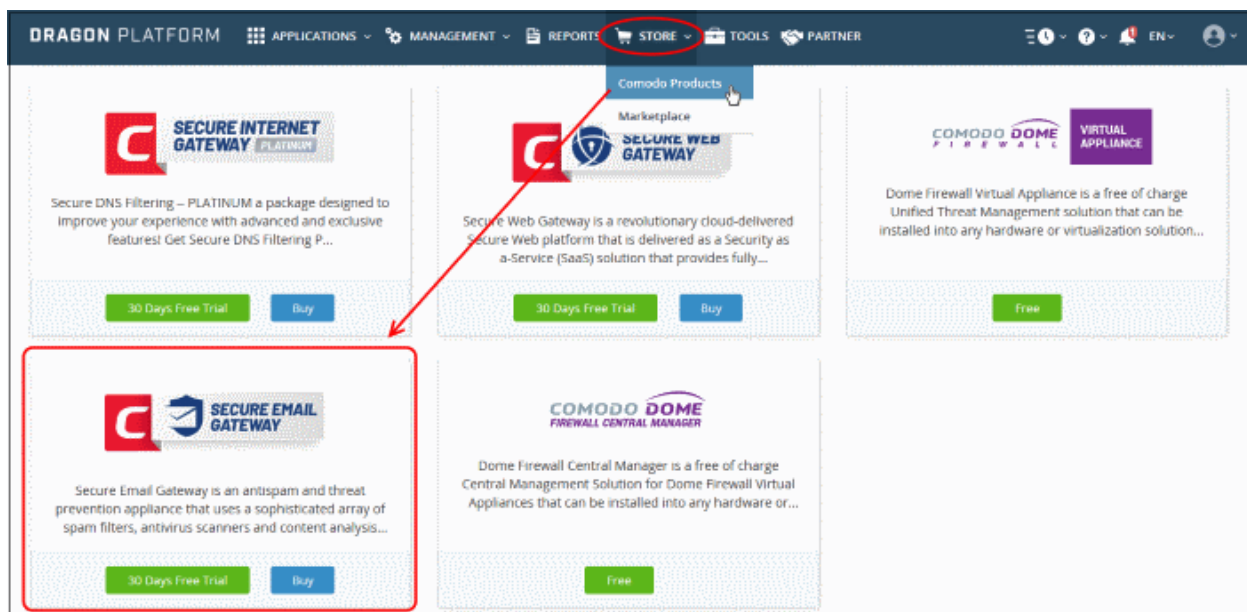 DRAGON PLATFORM APPLICATIONS MANAGEMENT REPORTS STORE TOOLS PARTNER EN
Comodo Products
Marketplace
C SECURE INTERNET
GATEWAY PLATINUM
Secure DNS Filtering – PLATINUM a package designed to
improve your experience with advanced and exclusive
features! Get Secure DNS Filtering P...
30 Days Free Trial Buy
C SECURE WEB
GATEWAY
Secure Web Gateway is a revolutionary cloud-delivered
Secure Web platform that is delivered as a Security as
a-Service (SaaS) solution that provides fully...
30 Days Free Trial Buy
COMODO DOME
FIREWALL
VIRTUAL
APPLIANCE
Dome Firewall Virtual Appliance is a free of charge
Unified Threat Management solution that can be
installed into any hardware or virtualization solution...
Free
C SECURE EMAIL
GATEWAY
Secure Email Gateway is an antispam and threat
prevention appliance that uses a sophisticated array of
spam filters, antivirus scanners and content analysis...
30 Days Free Trial Buy
COMODO DOME
FIREWALL CENTRAL MANAGER
Dome Firewall Central Manager is a free of charge
Central Management Solution for Dome Firewall Virtual
Appliances that can be installed into any hardware or...
Free